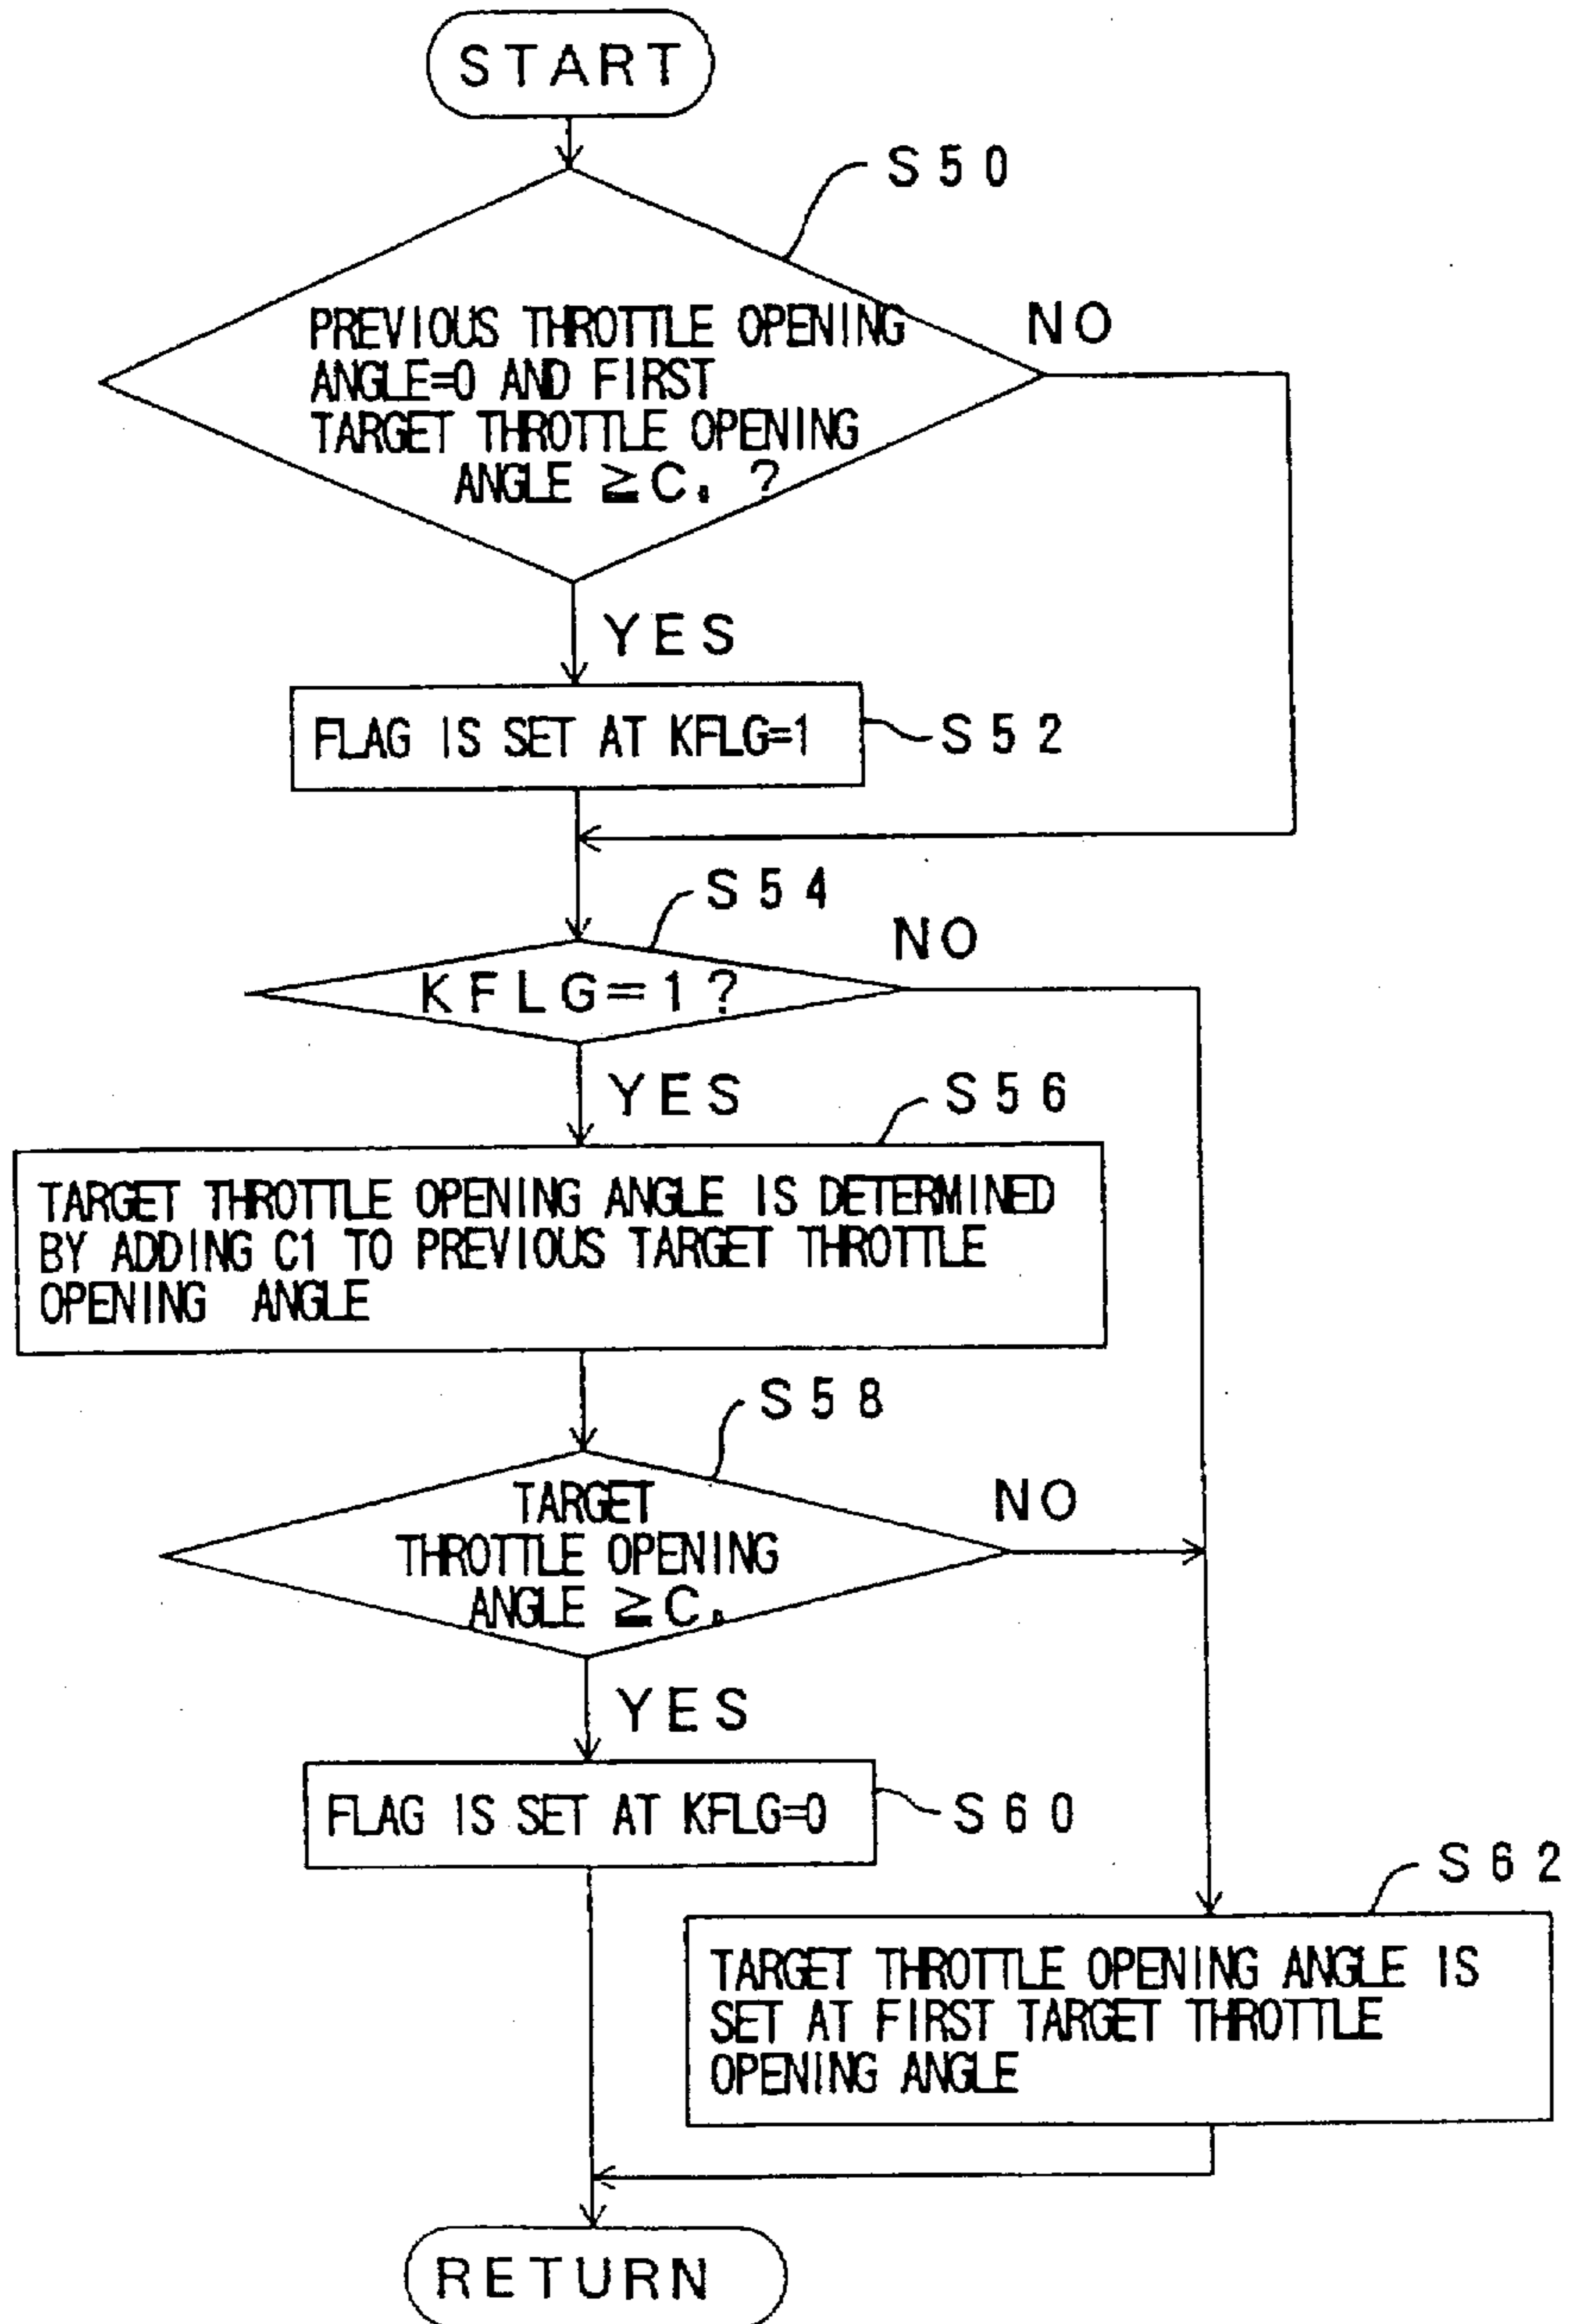 START
S50
PREVIOUS THROTTLE OPENING
ANGLE=0 AND FIRST
TARGET THROTTLE OPENING
ANGLE ≧C. ?
NO
YES
FLAG IS SET AT KFLG=1
S52
S54
NO
KFLG=1?
YES
S56
TARGET THROTTLE OPENING ANGLE IS DETERMINED
BY ADDING C1 TO PREVIOUS TARGET THROTTLE
OPENING ANGLE
S58
TARGET
THROTTLE OPENING
ANGLE ≧C.
NO
YES
FLAG IS SET AT KFLG=0
S60
S62
TARGET THROTTLE OPENING ANGLE IS
SET AT FIRST TARGET THROTTLE
OPENING ANGLE
RETURN